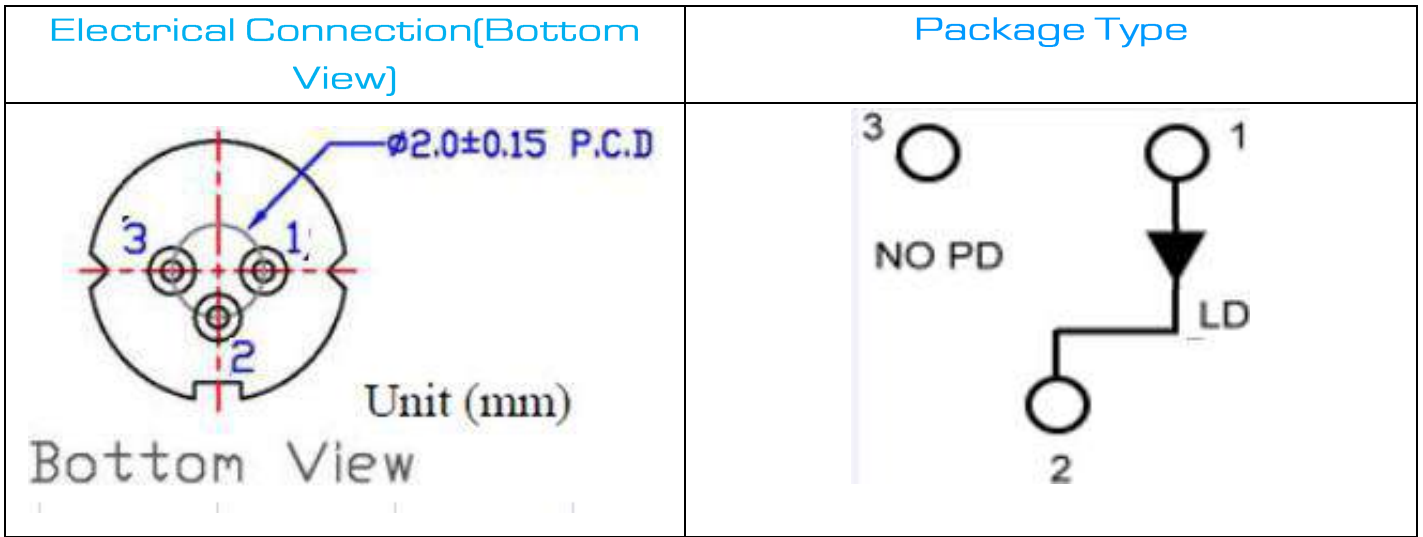 Electrical Connection(Bottom
View)
Package Type
ø2.0±0.15 P.C.D
3
1
2
Unit (mm)
Bottom View
3
1
NO PD
LD
2